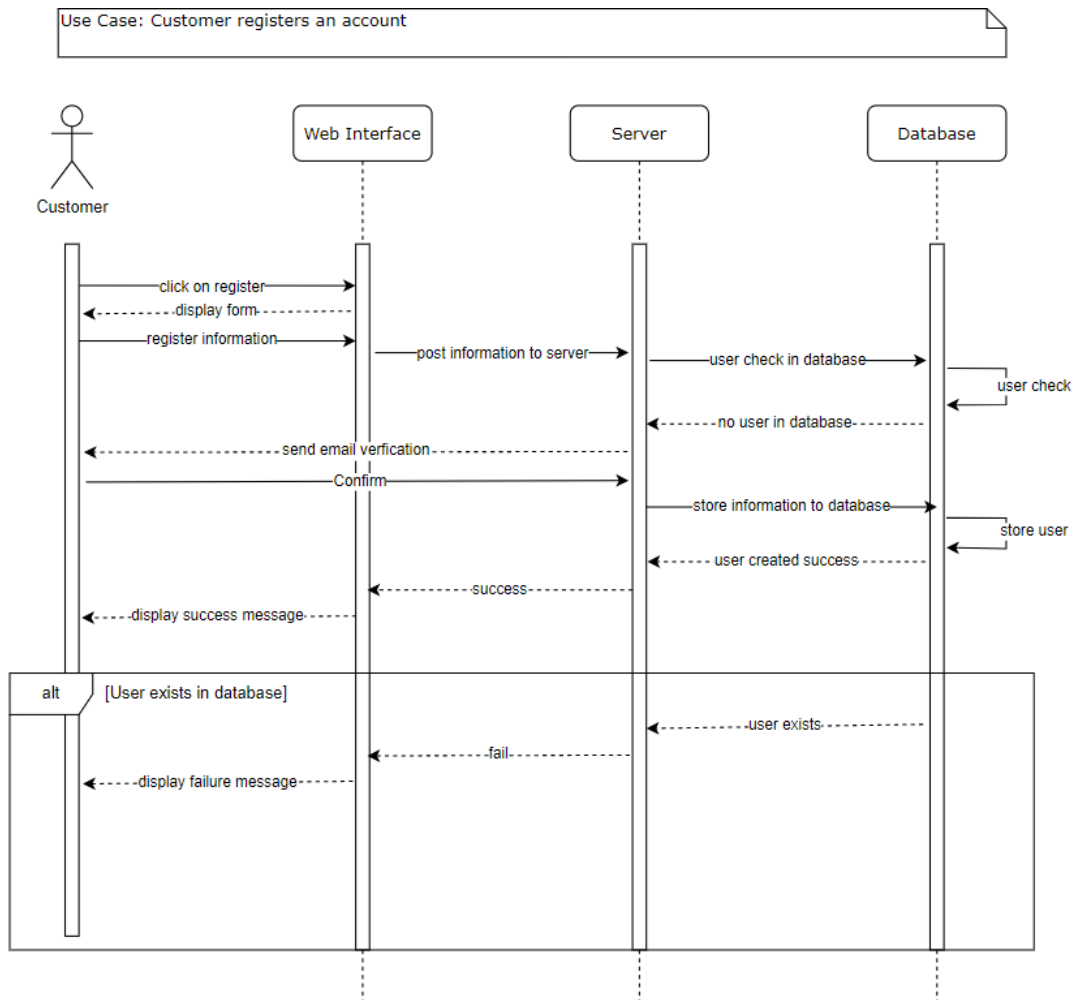 Use Case: Customer registers an account
Customer
Web Interface
Server
Database
click on register
display form
register information
post information to server
user check in database
user check
no user in database
send email verfication
Confirm
store information to database
store user
user created success
success
display success message
alt
[User exists in database]
user exists
fail
display failure message